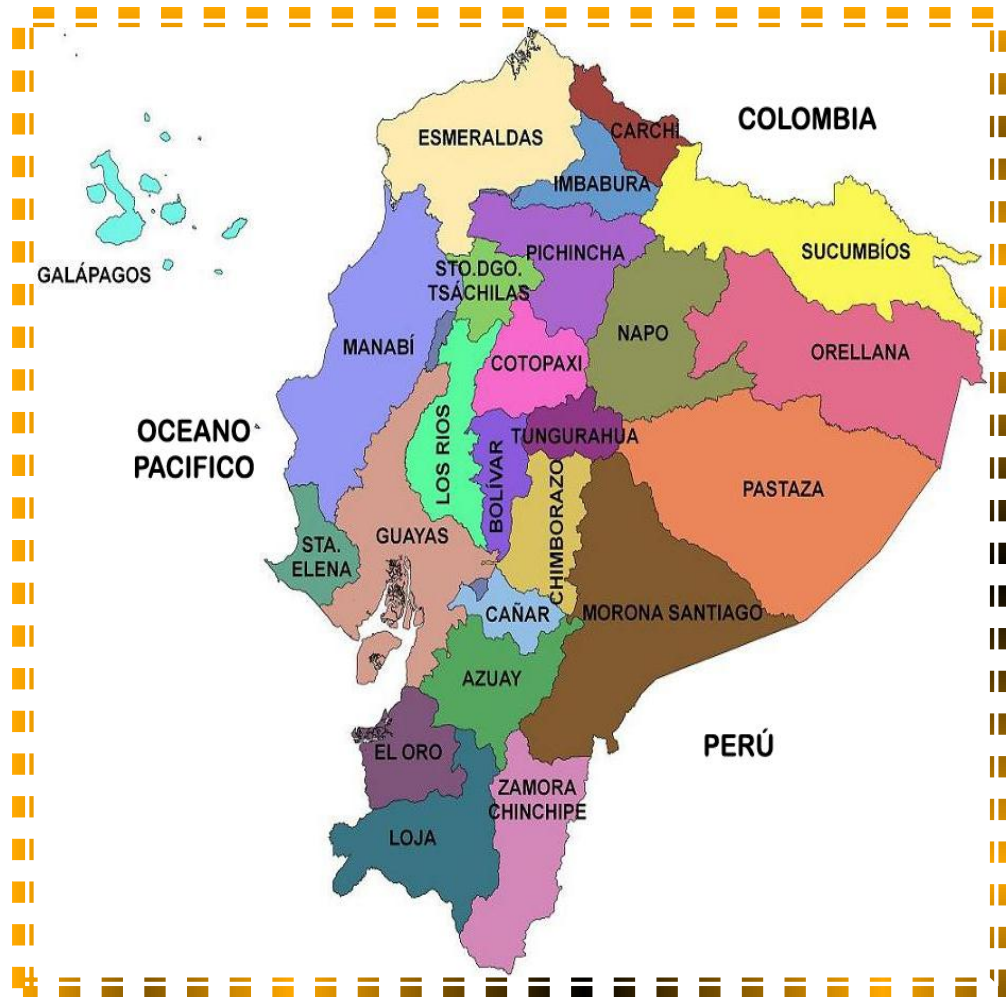 COLOMBIA
CARCHI
ESMERALDAS
IMBABURA
PICHINCHA
SUCUMBÍOS
GALÁPAGOS
STO.DGO.
TSÁCHILAS
NAPO
MANABÍ
ORELLANA
COTOPAXI
OCEANO
PACIFICO
TUNGURAHUA
LOS RIOS
BOLÍVAR
CHIMBORAZO
PASTAZA
GUAYAS
STA.
ELENA
CAÑAR
MORONA SANTIAGO
AZUAY
PERÚ
EL ORO
ZAMORA
CHINCHIPE
LOJA